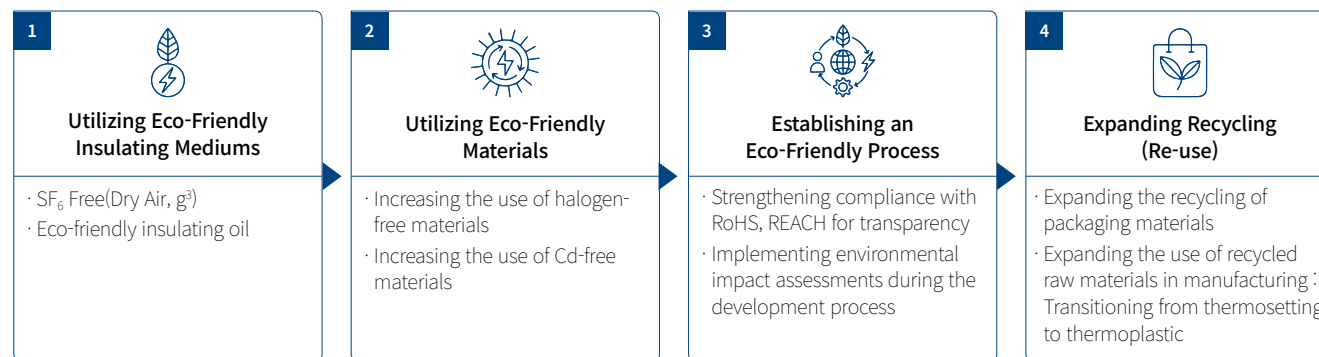 1
Utilizing Eco-Friendly
Insulating Mediums
· SF₆ Free(Dry Air, g³)
· Eco-friendly insulating oil
2
Utilizing Eco-Friendly
Materials
· Increasing the use of halogen-
free materials
· Increasing the use of Cd-free
materials
3
Establishing an
Eco-Friendly Process
· Strengthening compliance with
RoHS, REACH for transparency
· Implementing environmental
impact assessments during the
development process
4
Expanding Recycling
(Re-use)
· Expanding the recycling of
packaging materials
· Expanding the use of recycled
raw materials in manufacturing :
Transitioning from thermosetting
to thermoplastic